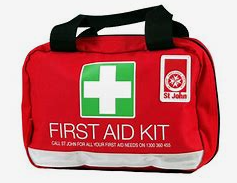 St John
FIRST AID KIT
CALL ST JOHN FOR ALL YOUR FIRST AID NEEDS ON 1300 360 455